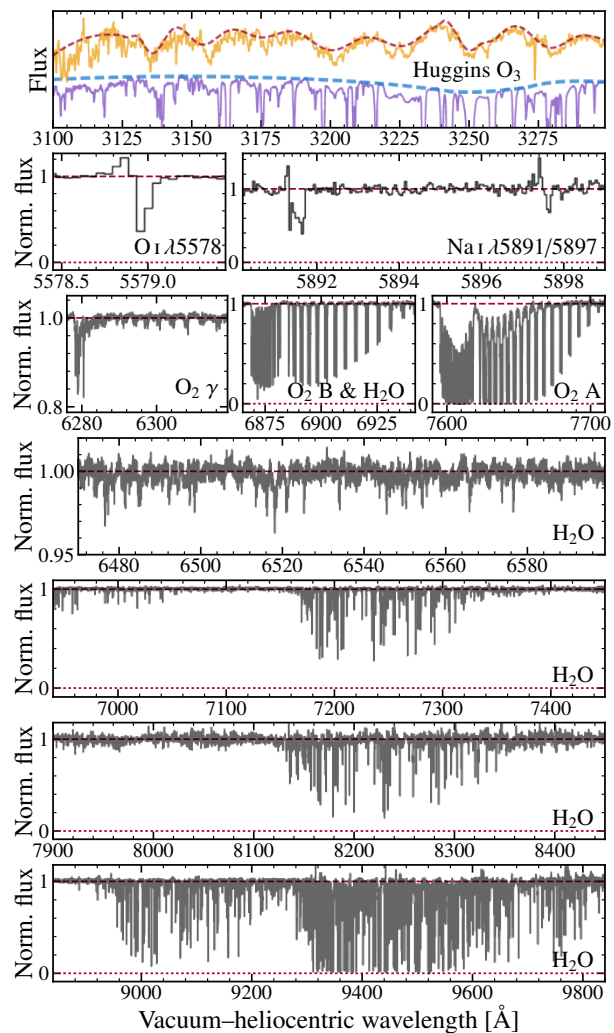 Flux
Huggins O₃
3100 3125 3150 3175 3200 3225 3250 3275
Norm. flux
1
0
O ɪ λ5578
5578.5 5579.0
1
0
Na ɪ λ5891/5897
5892 5894 5896 5898
Norm. flux
1.0
0.9
0.8
O₂ γ
6280 6300
1
0
O₂ B & H₂O
6875 6900 6925
1
0
O₂ A
7600 7700
Norm. flux
1.00
0.95
H₂O
6480 6500 6520 6540 6560 6580
Norm. flux
1
0
H₂O
7000 7100 7200 7300 7400
Norm. flux
1
0
H₂O
7900 8000 8100 8200 8300 8400
Norm. flux
1
0
H₂O
9000 9200 9400 9600 9800
Vacuum–heliocentric wavelength [Å]